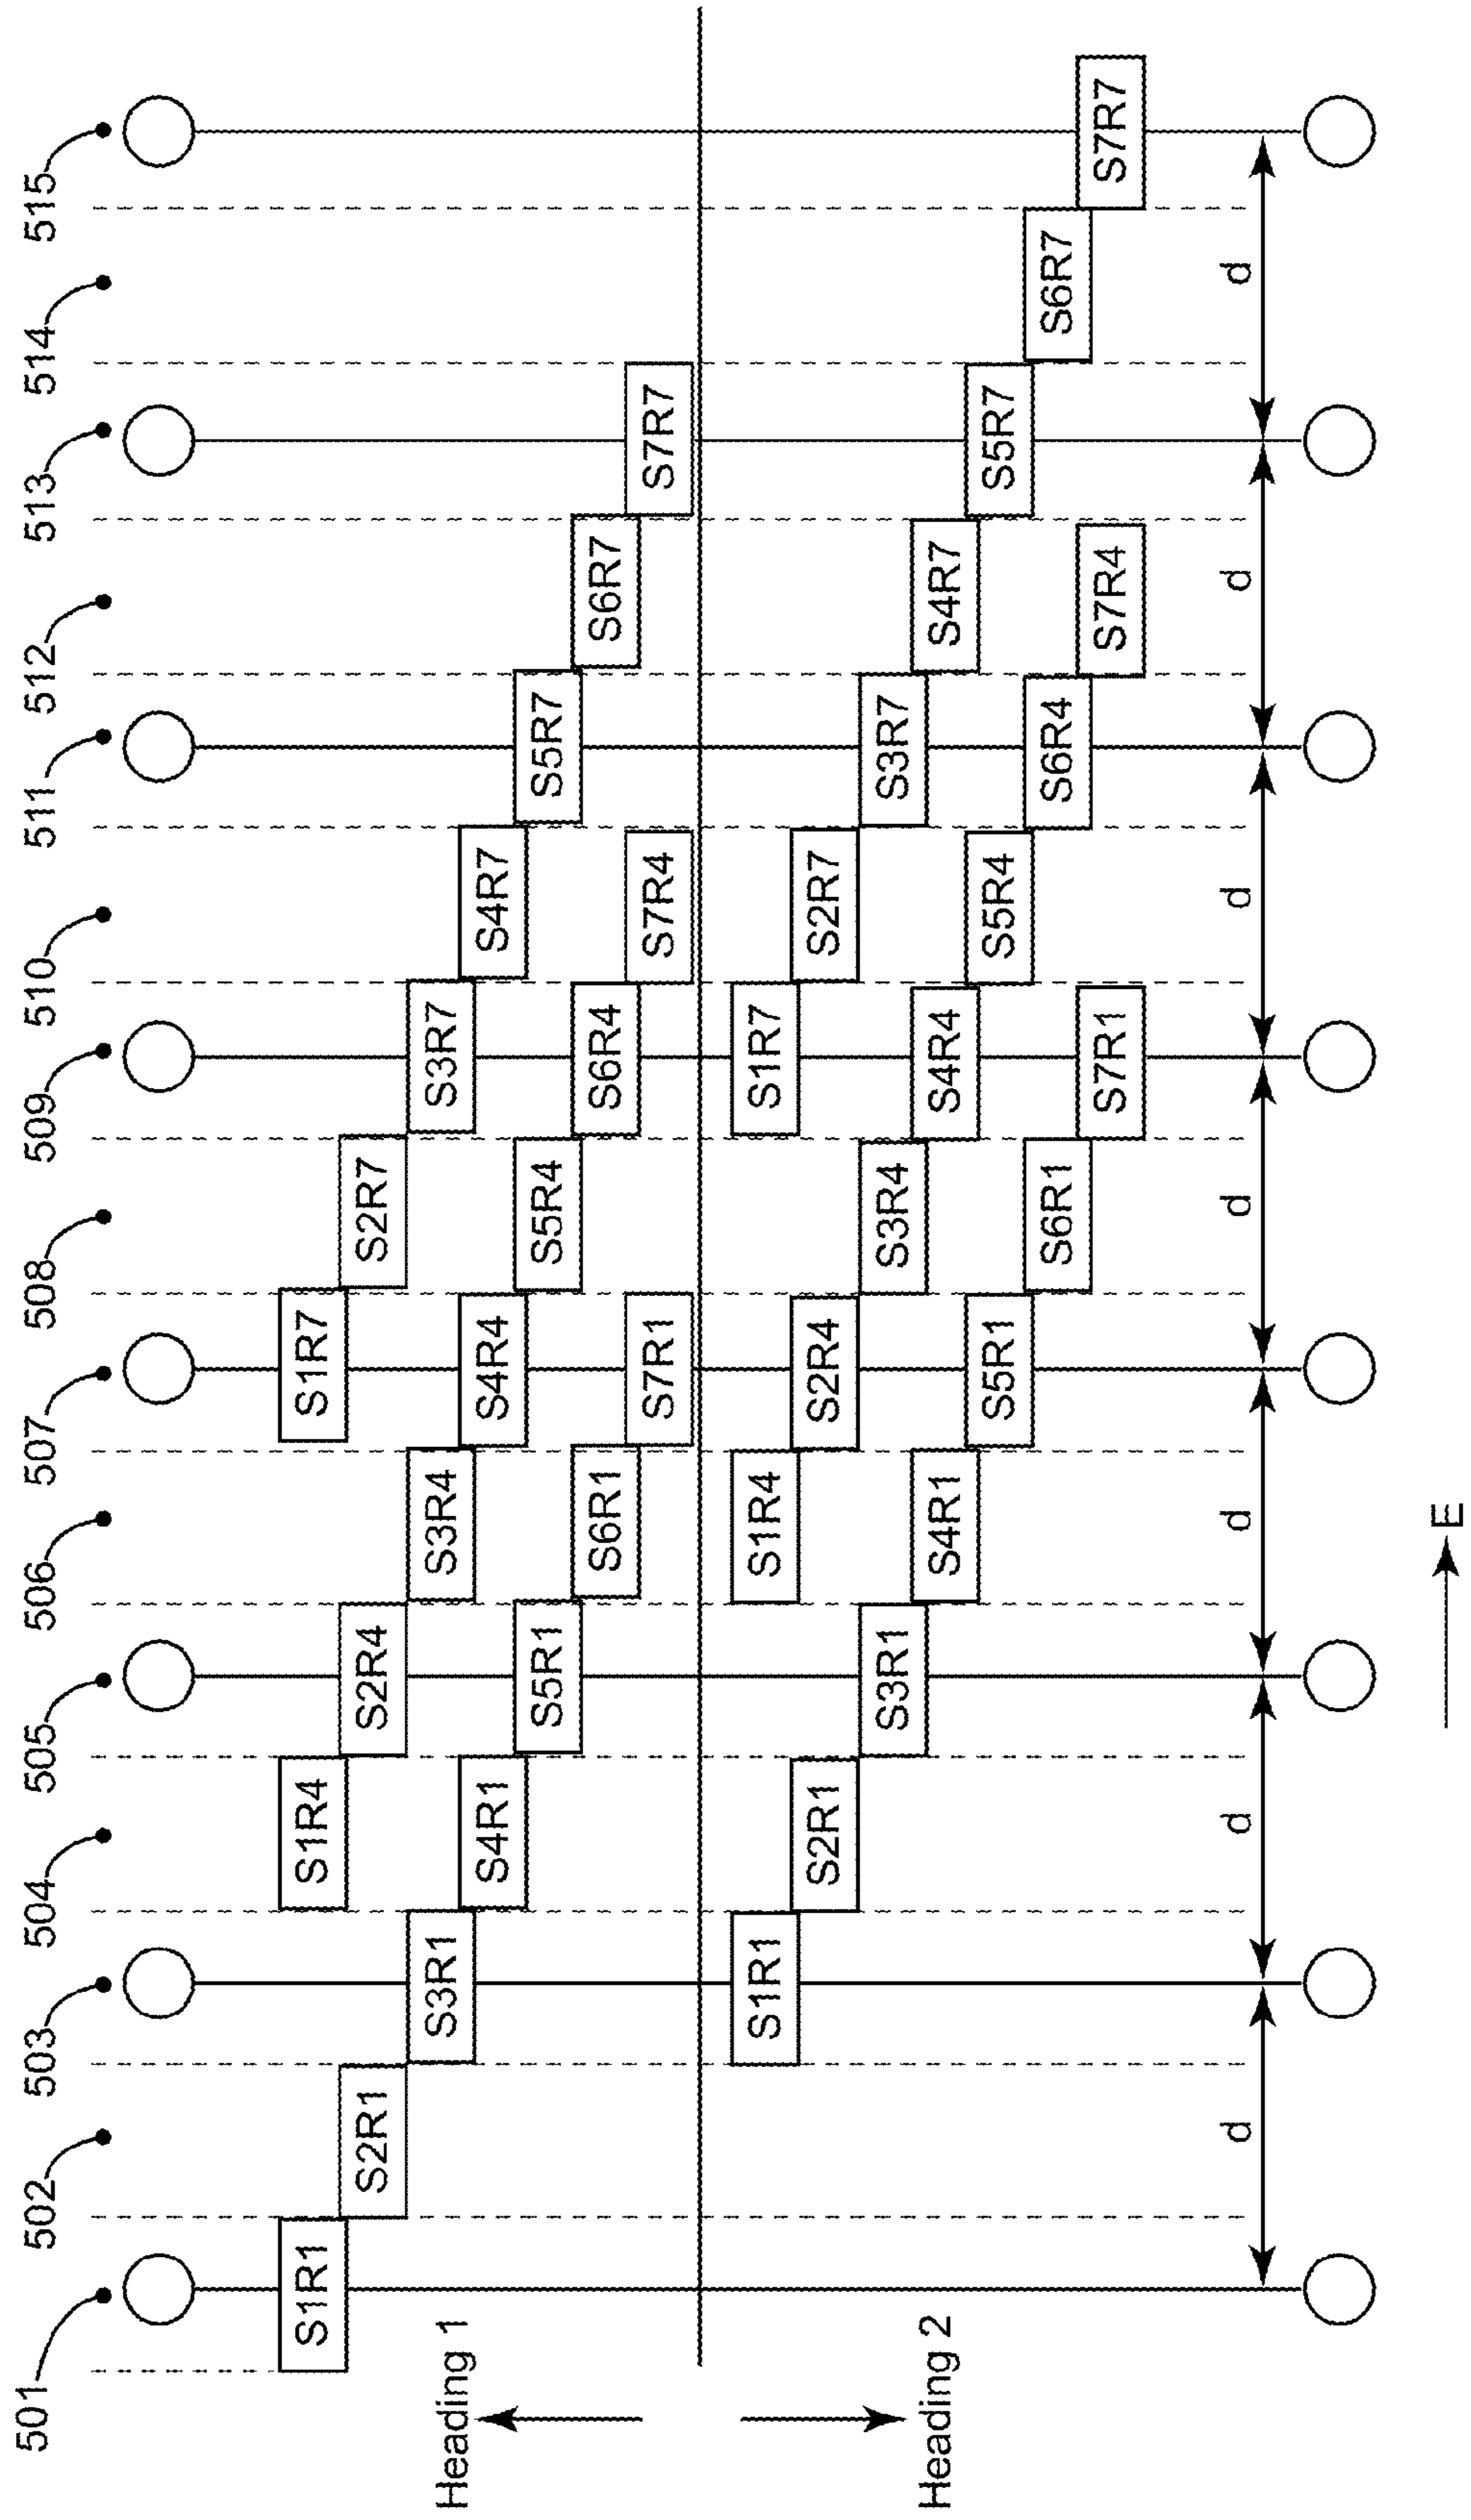 501 502 503 504 505 506 507 508 509 510 511 512 513 514 515
Heading 1
S1R1 S1R4 S1R7
S2R1 S2R4 S2R7
S3R1 S3R4 S3R7
S4R1 S4R4 S4R7
S5R1 S5R4 S5R7
S6R1 S6R4 S6R7
S7R1 S7R4 S7R7
Heading 2
S1R1 S1R4 S1R7
S2R1 S2R4 S2R7
S3R1 S3R4 S3R7
S4R1 S4R4 S4R7
S5R1 S5R4 S5R7
S6R1 S6R4 S6R7
S7R1 S7R4 S7R7
d d d d d d d
E